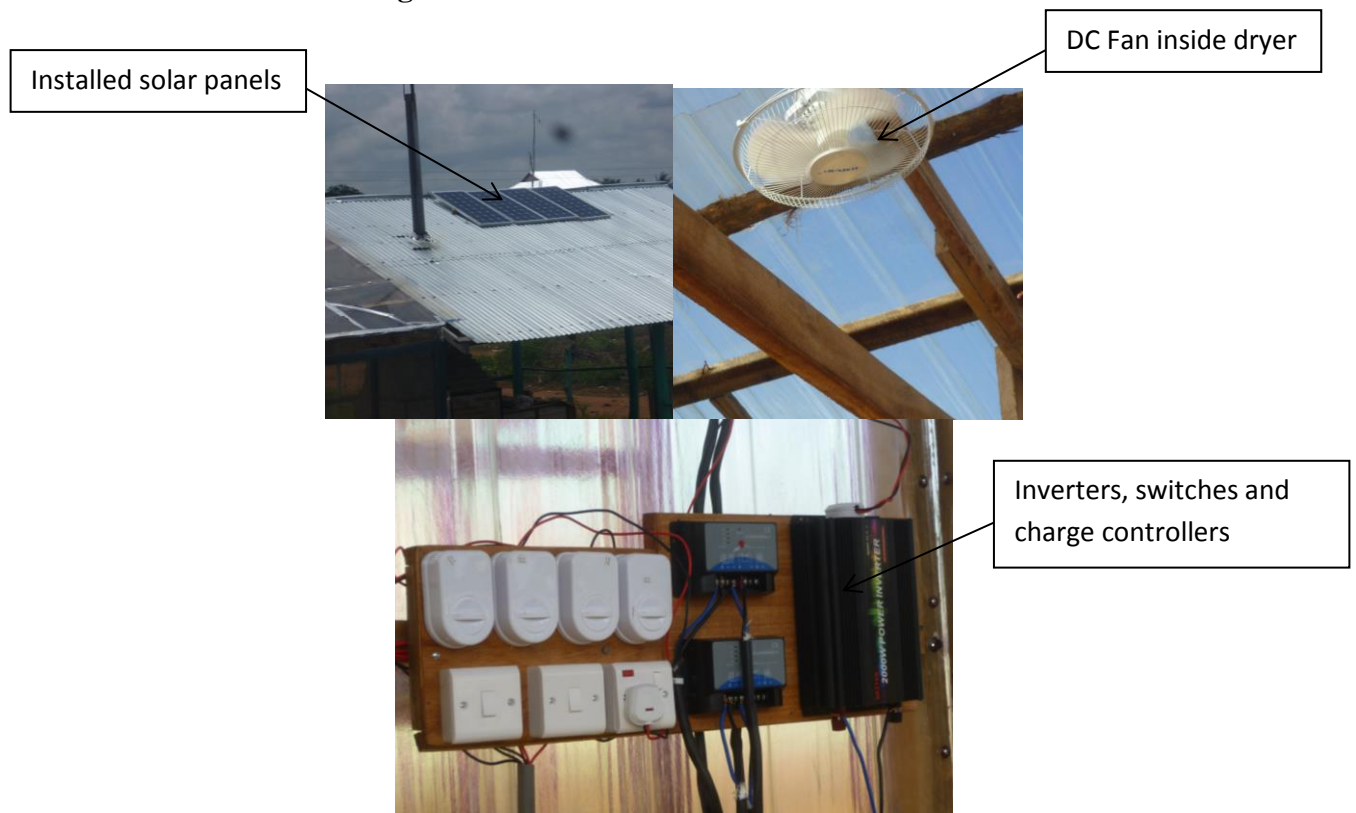 DC Fan inside dryer
Installed solar panels
Inverters, switches and
charge controllers
2000W POWER INVERTER